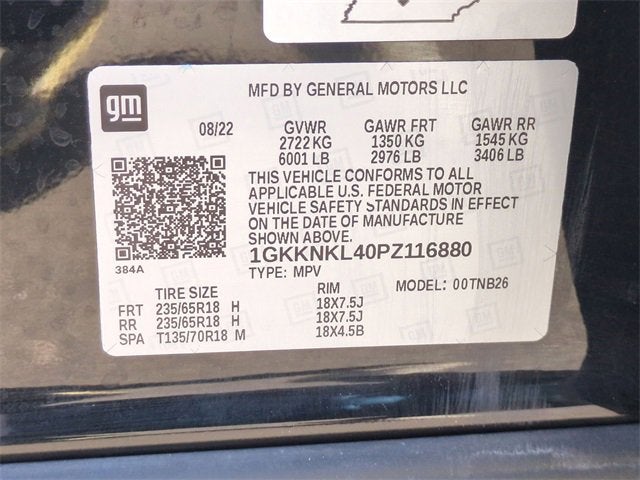 gm
MFD BY GENERAL MOTORS LLC
08/22 GVWR GAWR FRT GAWR RR
2722 KG 1350 KG 1545 KG
6001 LB 2976 LB 3406 LB
THIS VEHICLE CONFORMS TO ALL
APPLICABLE U.S. FEDERAL MOTOR
VEHICLE SAFETY STANDARDS IN EFFECT
ON THE DATE OF MANUFACTURE
SHOWN ABOVE.
384A
1GKKNKL40PZ116880
TYPE: MPV MODEL: 00TNB26
TIRE SIZE RIM
FRT 235/65R18 H 18X7.5J
RR 235/65R18 H 18X7.5J
SPA T135/70R18 M 18X4.5B